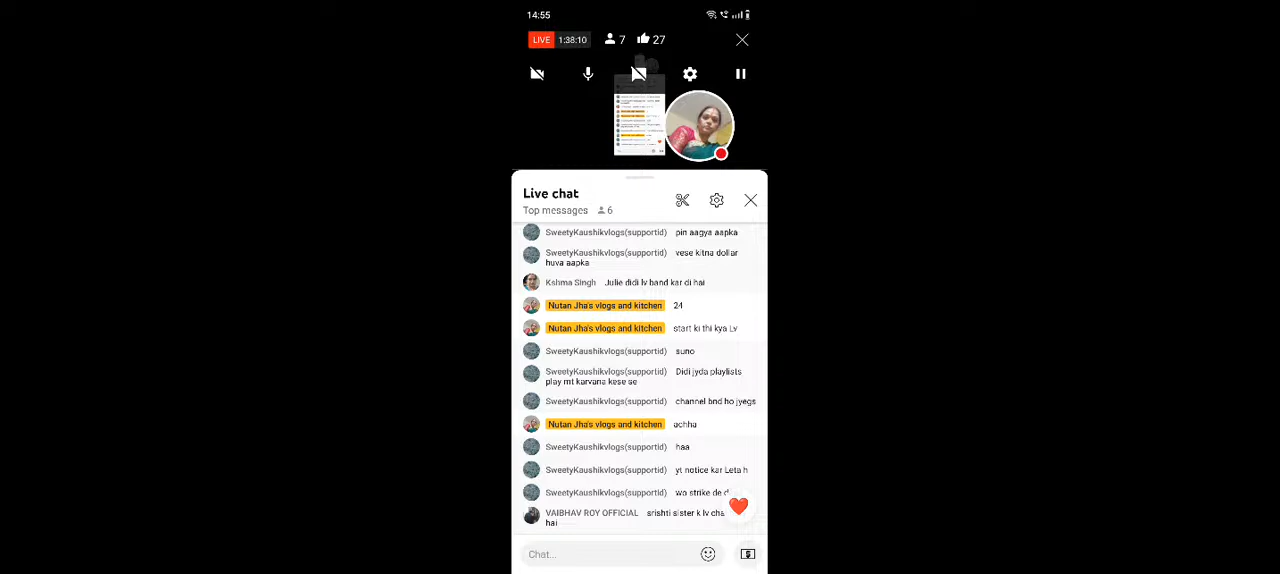 14:55
LIVE 1:38:10 7 27
Live chat
Top messages 6
SweetyKaushikvlogs(supportid) pin aagya aapka
SweetyKaushikvlogs(supportid) vese kitna dollar
huva aapka
Kshma Singh Julie didi lv band kar di hai
Nutan Jha's vlogs and kitchen 24
Nutan Jha's vlogs and kitchen start ki thi kya Lv
SweetyKaushikvlogs(supportid) suno
SweetyKaushikvlogs(supportid) Didi jyda playlists
play mt karvana kese se
SweetyKaushikvlogs(supportid) channel bnd ho jyegs
Nutan Jha's vlogs and kitchen achha
SweetyKaushikvlogs(supportid) haa
SweetyKaushikvlogs(supportid) yt notice kar Leta h
SweetyKaushikvlogs(supportid) wo strike de
VAIBHAV ROY OFFICIAL srishti sister k lv
hai
Chat...